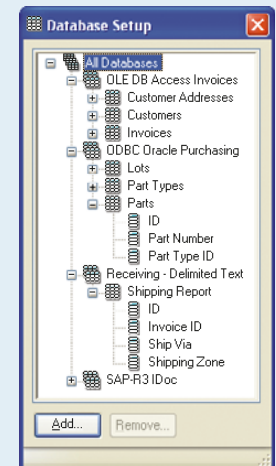 Database Setup
All Databases
OLE DB Access Invoices
Customer Addresses
Customers
Invoices
ODBC Oracle Purchasing
Lots
Part Types
Parts
ID
Part Number
Part Type ID
Receiving - Delimited Text
Shipping Report
ID
Invoice ID
Ship Via
Shipping Zone
SAP-R3 IDoc
Add... Remove...